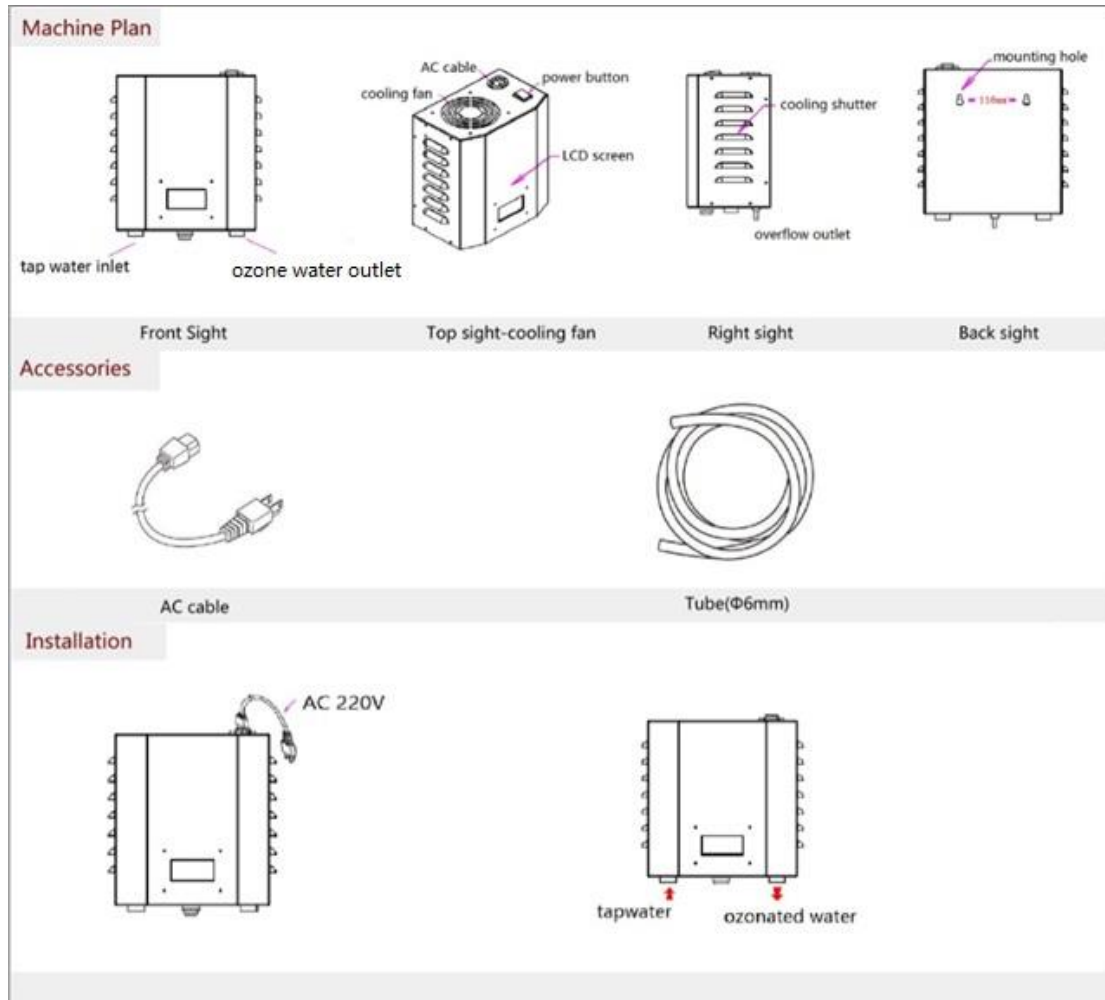 Machine Plan
mounting hole
AC cable
power button
cooling fan
cooling shutter
LCD screen
overflow outlet
tap water inlet
ozone water outlet
Front Sight
Top sight-cooling fan
Right sight
Back sight
Accessories
AC cable
Tube(Φ6mm)
Installation
AC 220V
tapwater
ozonated water